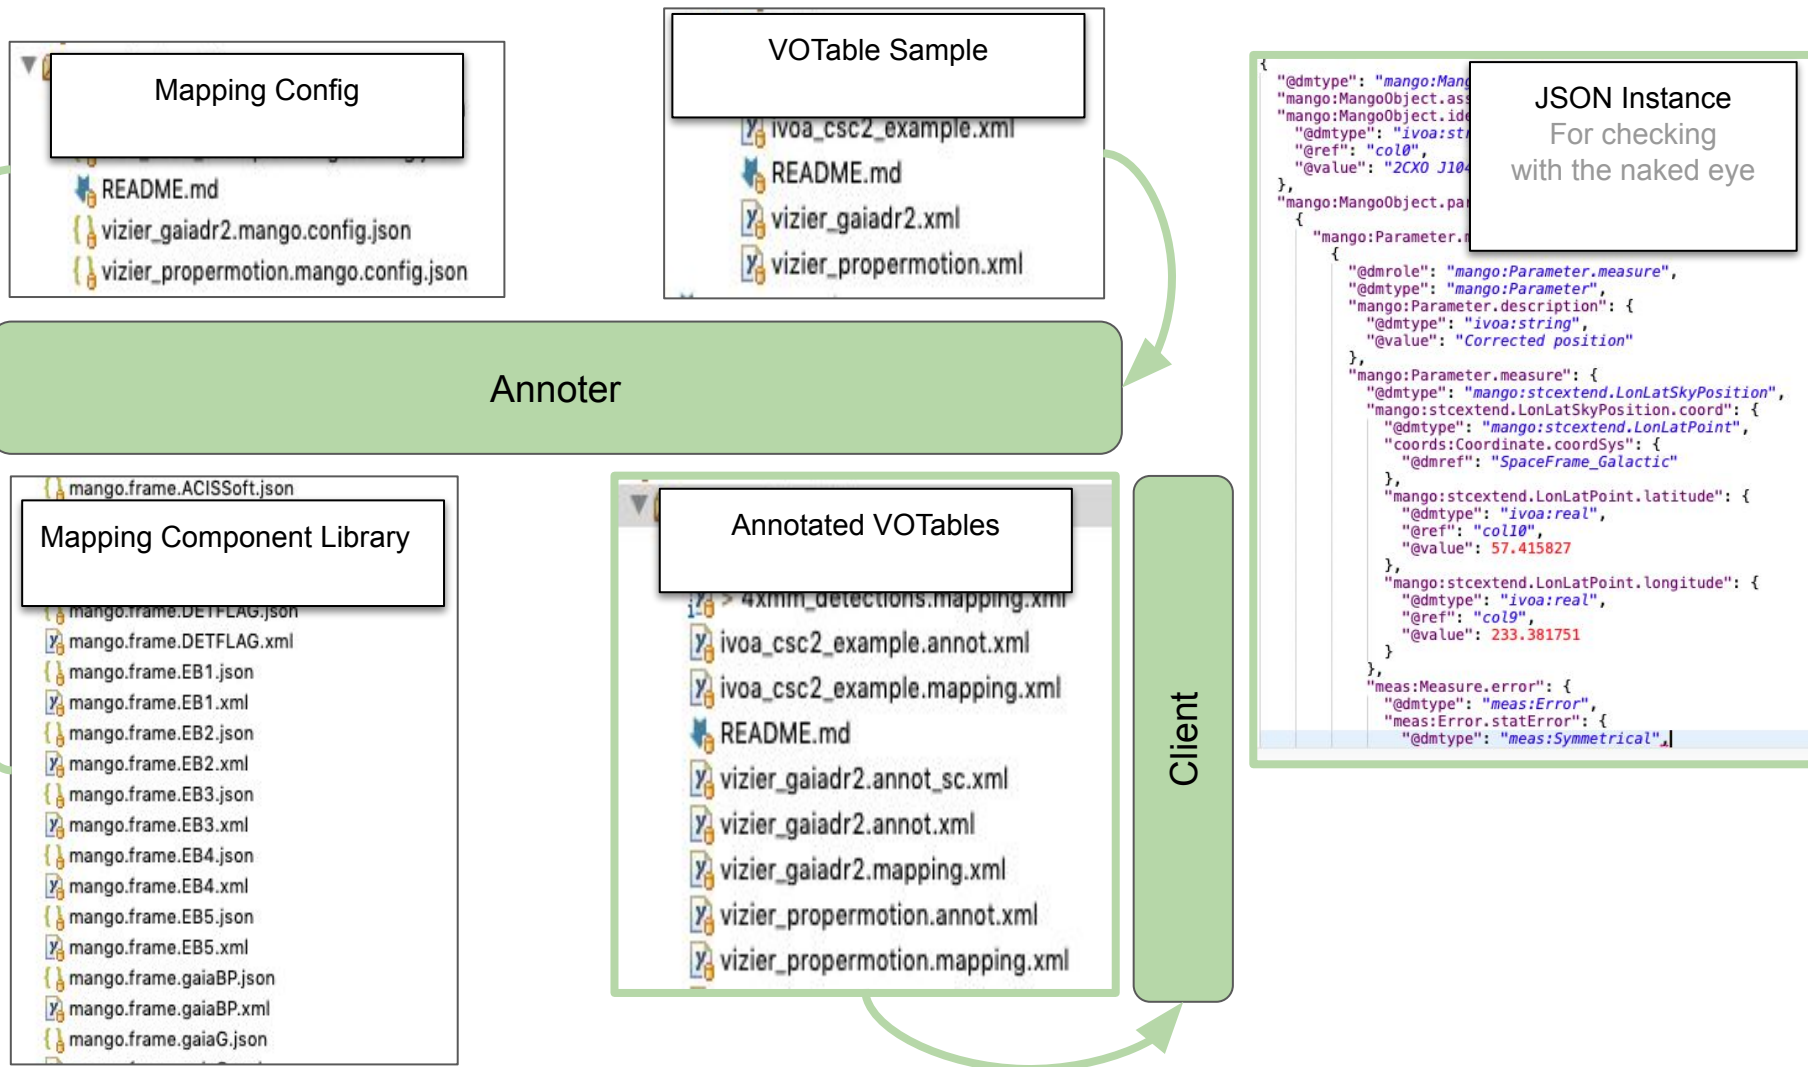 Mapping Config
README.md
vizier_gaiadr2.mango.config.json
vizier_propermotion.mango.config.json
VOTable Sample
ivoa_csc2_example.xml
README.md
vizier_gaiadr2.xml
vizier_propermotion.xml
Annoter
mango.frame.ACISSoft.json
Mapping Component Library
mango.frame.DETFLAG.json
mango.frame.DETFLAG.xml
mango.frame.EB1.json
mango.frame.EB1.xml
mango.frame.EB2.json
mango.frame.EB2.xml
mango.frame.EB3.json
mango.frame.EB3.xml
mango.frame.EB4.json
mango.frame.EB4.xml
mango.frame.EB5.json
mango.frame.EB5.xml
mango.frame.gaiaBP.json
mango.frame.gaiaBP.xml
mango.frame.gaiaG.json
Annotated VOTables
> 4xmm_detections.mapping.xml
ivoa_csc2_example.annot.xml
ivoa_csc2_example.mapping.xml
README.md
vizier_gaiadr2.annot_sc.xml
vizier_gaiadr2.annot.xml
vizier_gaiadr2.mapping.xml
vizier_propermotion.annot.xml
vizier_propermotion.mapping.xml
Client
JSON Instance
For checking
with the naked eye
{
"@dmtype": "mango:Mang
"mango:MangoObject.ass
"mango:MangoObject.ide
"@dmtype": "ivoa:str
"@ref": "col0",
"@value": "2CXO J104
},
"mango:MangoObject.par
{
"mango:Parameter.m
{
"@dmrole": "mango:Parameter.measure",
"@dmtype": "mango:Parameter",
"mango:Parameter.description": {
"@dmtype": "ivoa:string",
"@value": "Corrected position"
},
"mango:Parameter.measure": {
"@dmtype": "mango:stcextend.LonLatSkyPosition",
"mango:stcextend.LonLatSkyPosition.coord": {
"@dmtype": "mango:stcextend.LonLatPoint",
"coords:Coordinate.coordSys": {
"@dmref": "SpaceFrame_Galactic"
},
"mango:stcextend.LonLatPoint.latitude": {
"@dmtype": "ivoa:real",
"@ref": "col10",
"@value": 57.415827
},
"mango:stcextend.LonLatPoint.longitude": {
"@dmtype": "ivoa:real",
"@ref": "col9",
"@value": 233.381751
}
},
"meas:Measure.error": {
"@dmtype": "meas:Error",
"meas:Error.statError": {
"@dmtype": "meas:Symmetrical",